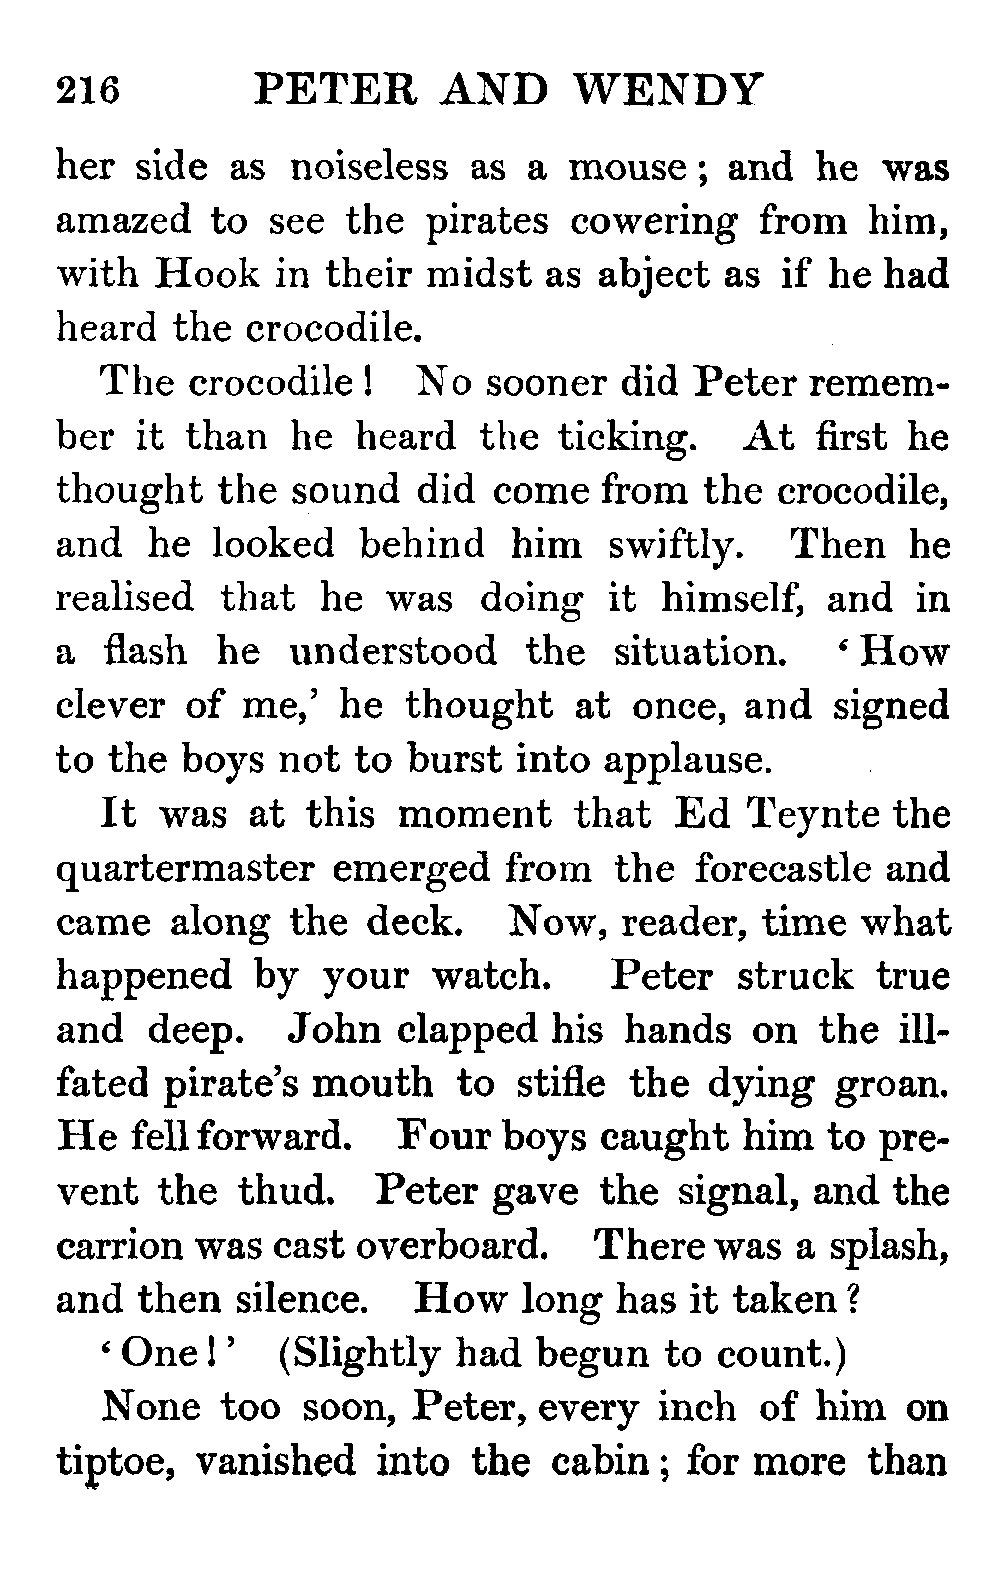 216 PETER AND WENDY
her side as noiseless as a mouse ; and he was
amazed to see the pirates cowering from him,
with Hook in their midst as abject as if he had
heard the crocodile.
The crocodile ! No sooner did Peter remem-
ber it than he heard the ticking. At first he
thought the sound did come from the crocodile,
and he looked behind him swiftly. Then he
realised that he was doing it himself, and in
a flash he understood the situation. ‘ How
clever of me,’ he thought at once, and signed
to the boys not to burst into applause.
It was at this moment that Ed Teynte the
quartermaster emerged from the forecastle and
came along the deck. Now, reader, time what
happened by your watch. Peter struck true
and deep. John clapped his hands on the ill-
fated pirate’s mouth to stifle the dying groan.
He fell forward. Four boys caught him to pre-
vent the thud. Peter gave the signal, and the
carrion was cast overboard. There was a splash,
and then silence. How long has it taken ?
‘ One ! ’ (Slightly had begun to count.)
None too soon, Peter, every inch of him on
tiptoe, vanished into the cabin ; for more than